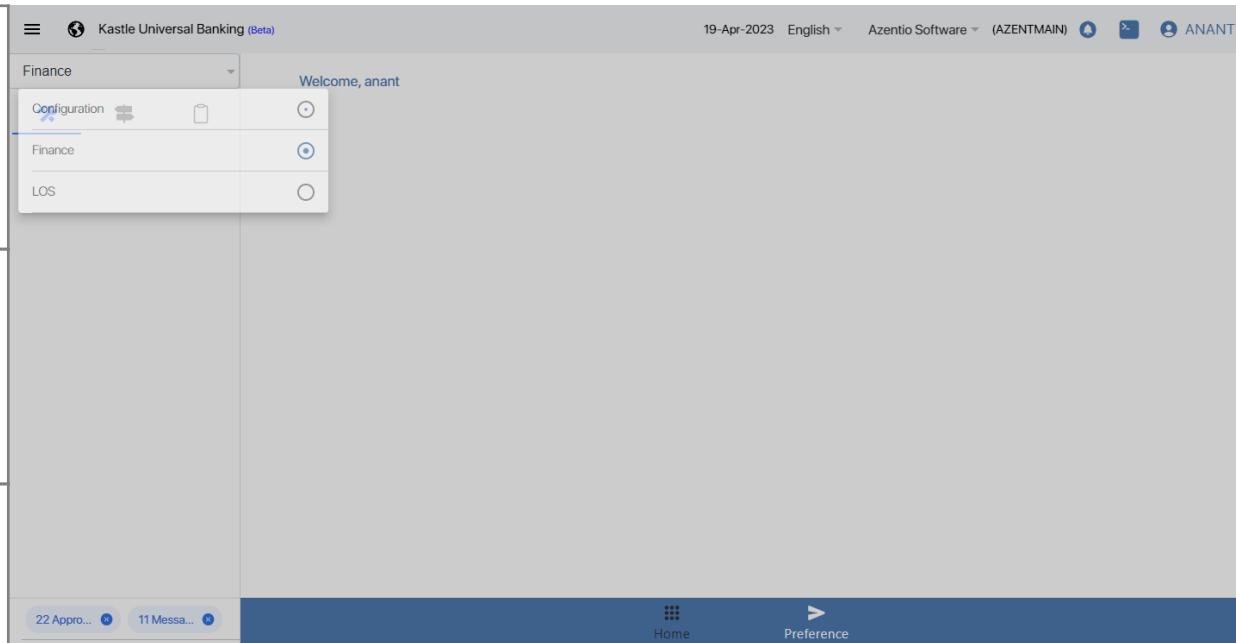 Kastle Universal Banking (Beta) 19-Apr-2023 English Azentio Software (AZENTMAIN) ANANT
Finance
Welcome, anant
Configuration
Finance
LOS
22 Appro... 11 Messa...
Home Preference